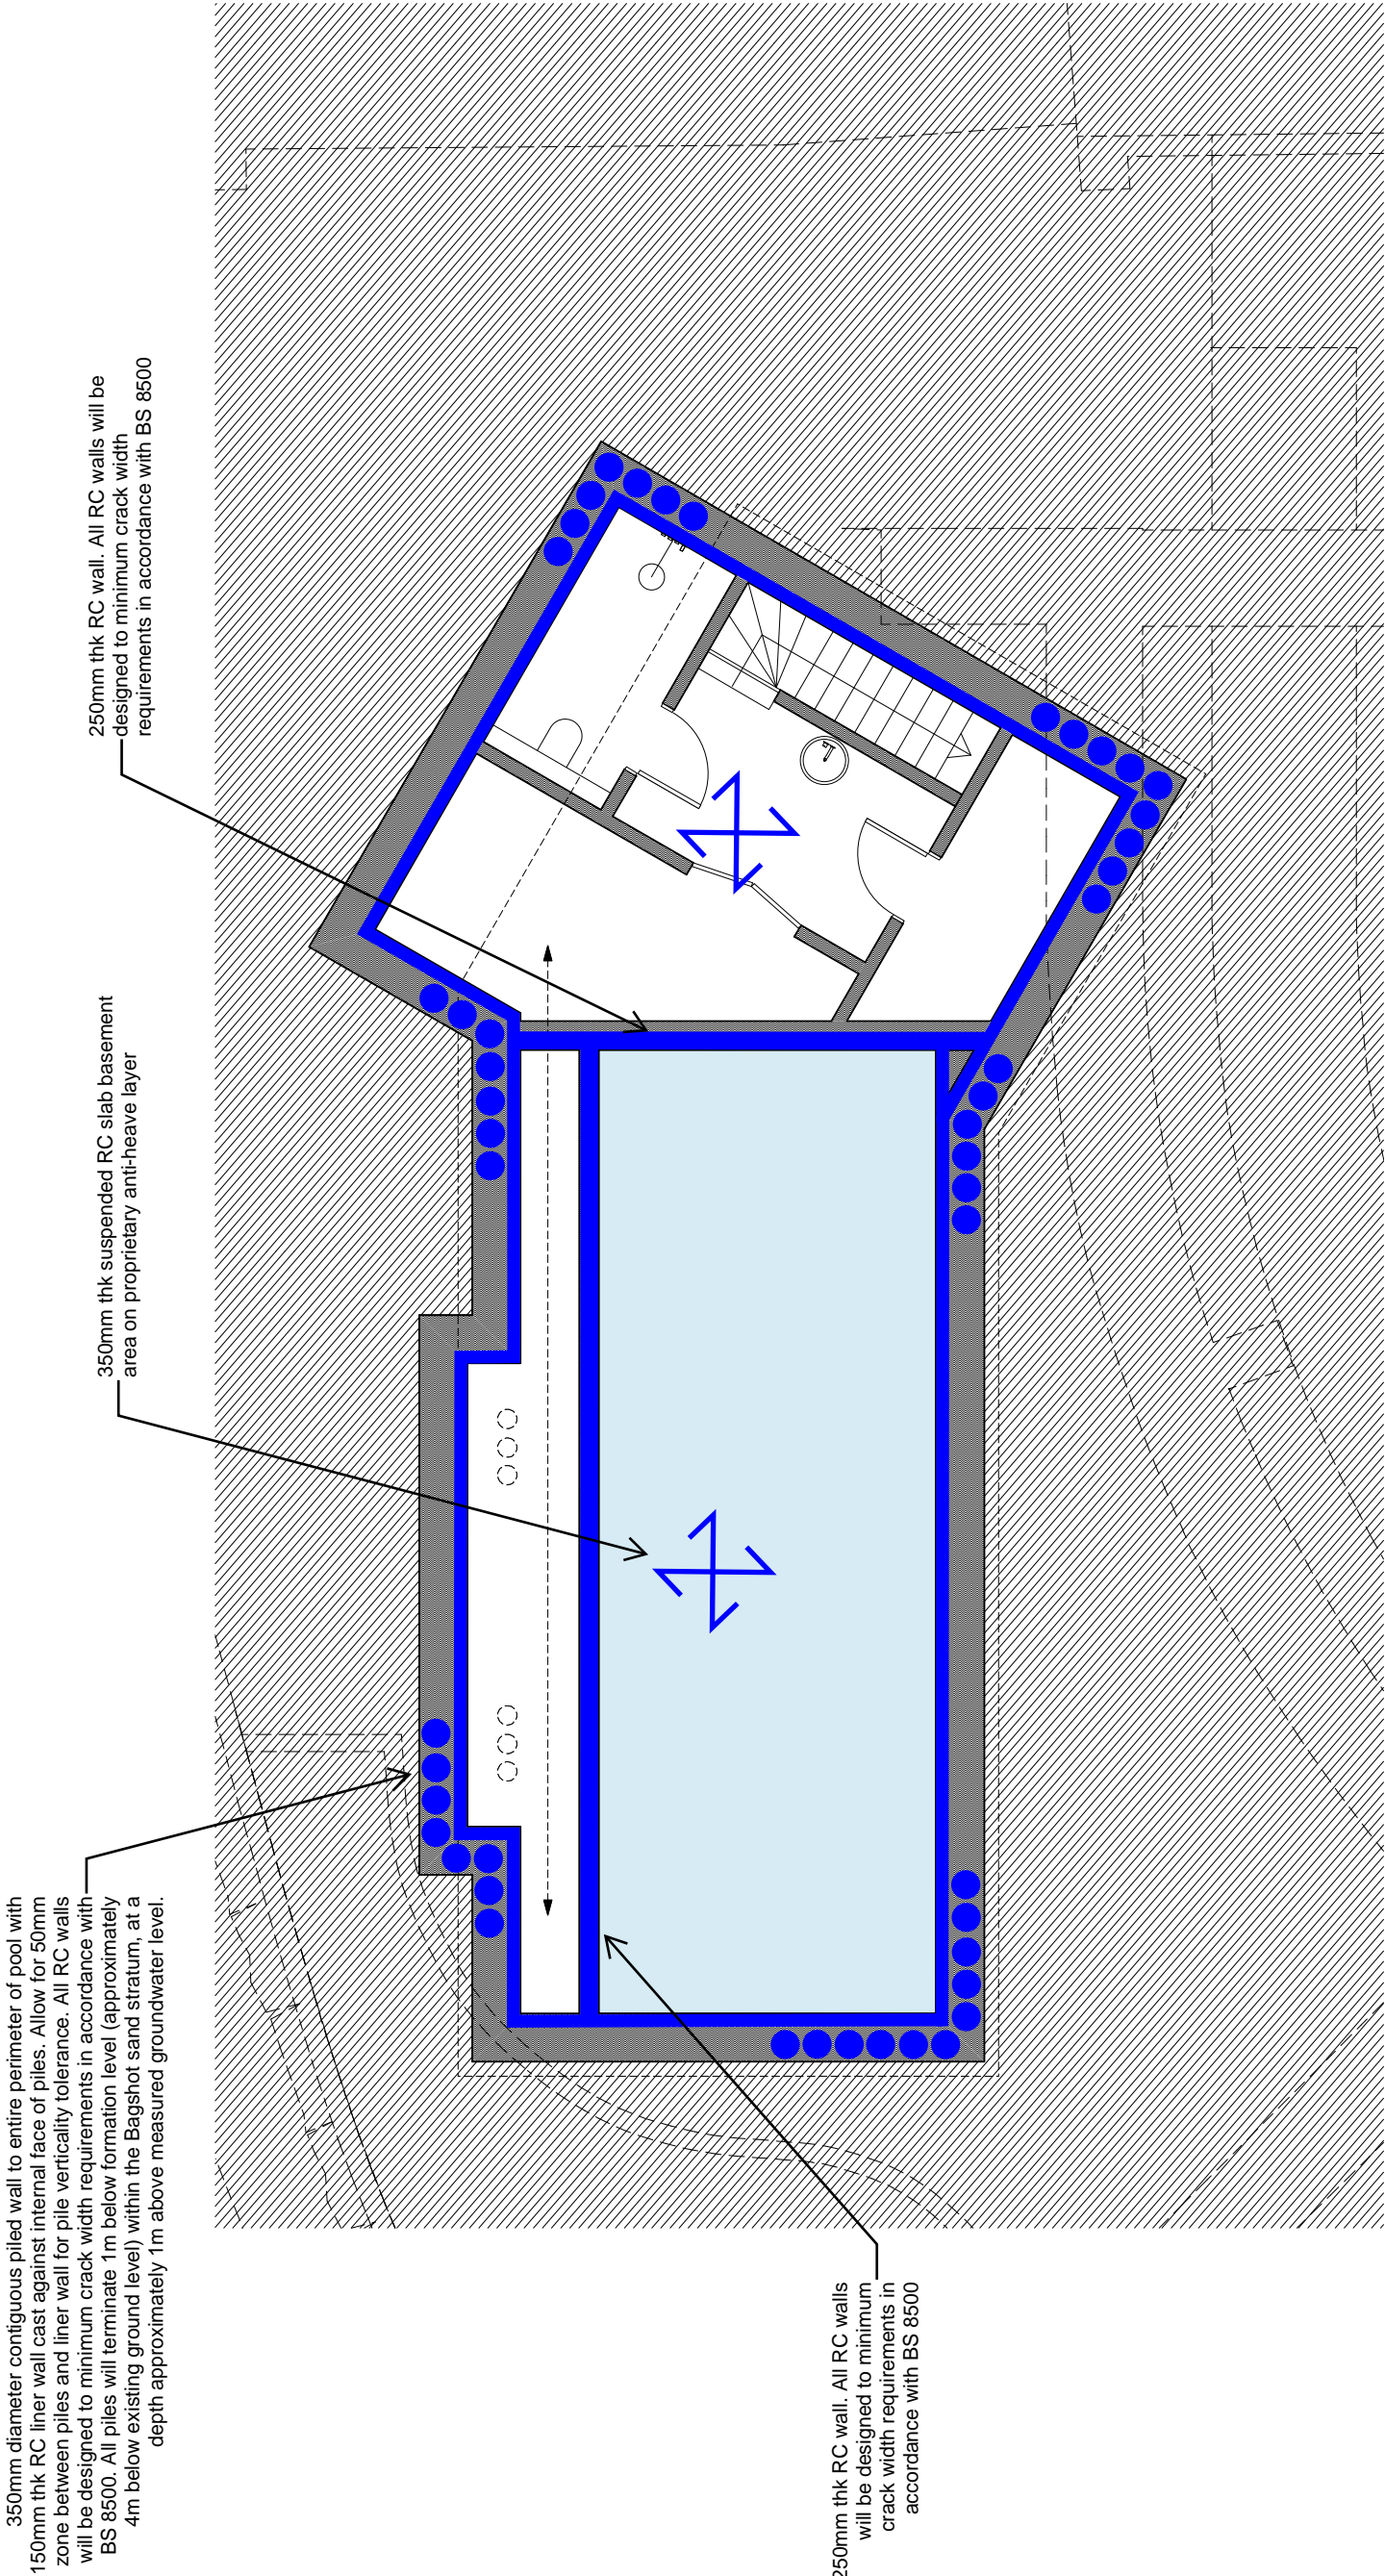 350mm diameter contiguous piled wall to entire perimeter of pool with
150mm thk RC liner wall cast against internal face of piles. Allow for 50mm
zone between piles and liner wall for pile verticality tolerance. All RC walls
will be designed to minimum crack width requirements in accordance with
BS 8500. All piles will terminate 1m below formation level (approximately
4m below existing ground level) within the Bagshot sand stratum, at a
depth approximately 1m above measured groundwater level.
350mm thk suspended RC slab basement
area on proprietary anti-heave layer
250mm thk RC wall. All RC walls will be
designed to minimum crack width
requirements in accordance with BS 8500
250mm thk RC wall. All RC walls
will be designed to minimum
crack width requirements in
accordance with BS 8500